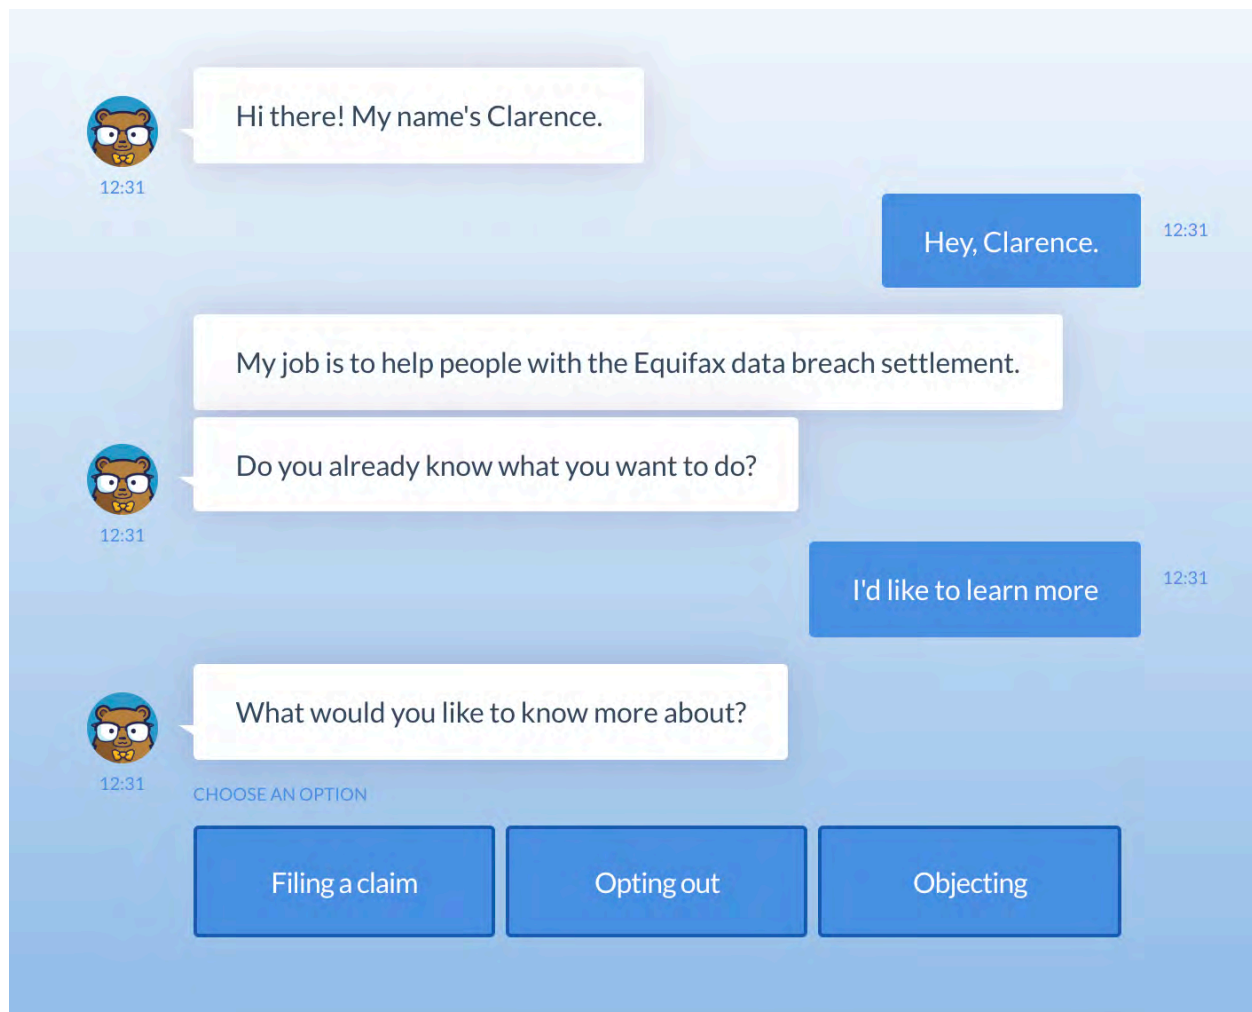 Hi there! My name's Clarence.
12:31
Hey, Clarence.
12:31
My job is to help people with the Equifax data breach settlement.
Do you already know what you want to do?
12:31
I'd like to learn more
12:31
What would you like to know more about?
12:31
CHOOSE AN OPTION
Filing a claim
Opting out
Objecting